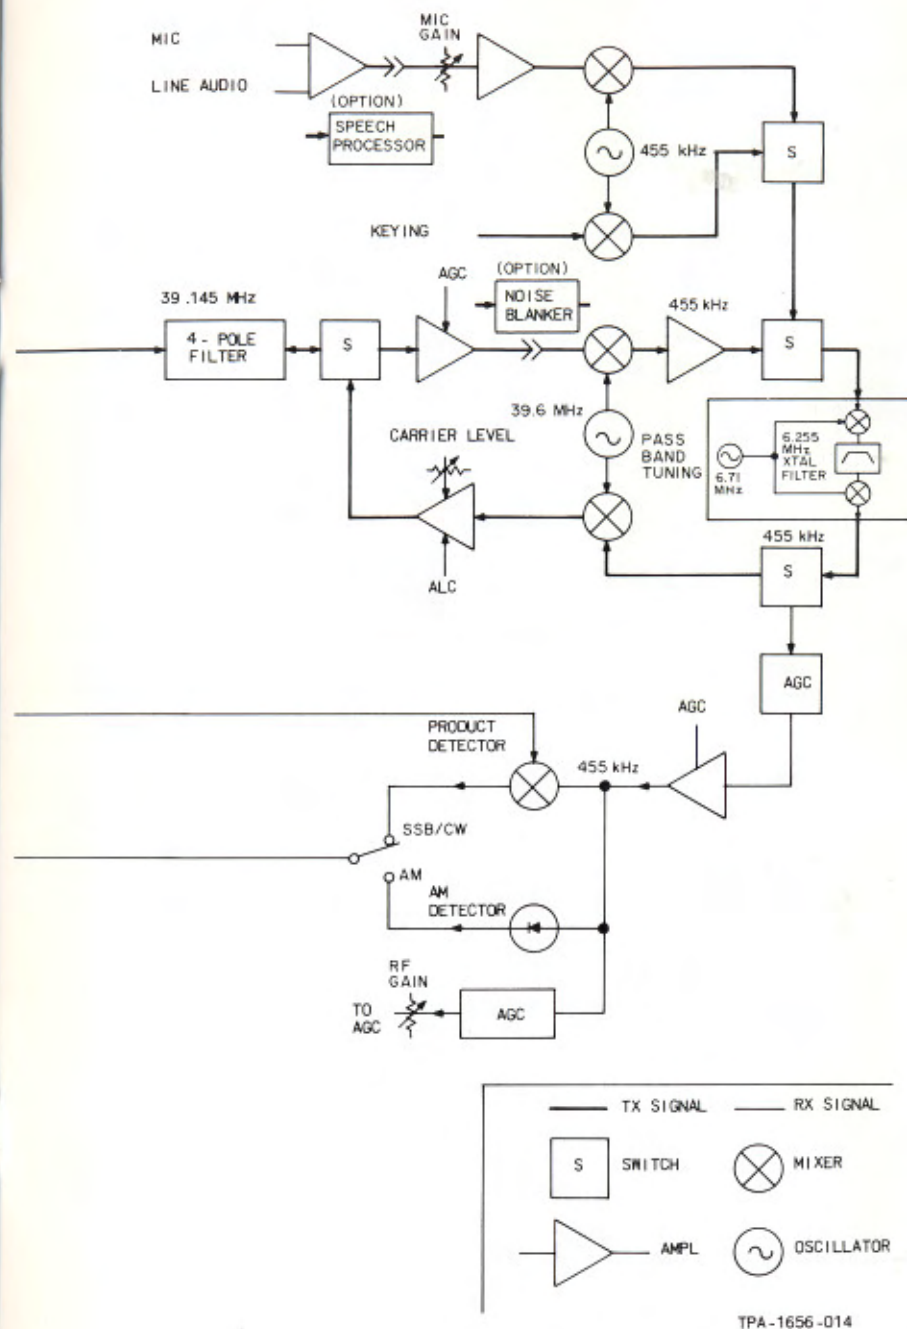 MIC
GAIN
MIC
LINE AUDIO
(OPTION)
SPEECH
PROCESSOR
455 kHz
S
KEYING
(OPTION)
NOISE
BLANKER
AGC
39.145 MHz
4-POLE
FILTER
S
455 kHz
S
39.6 MHz
PASS
BAND
TUNING
CARRIER LEVEL
6.255
MHz
XTAL
FILTER
6.71
MHz
455 kHz
S
ALC
AGC
AGC
PRODUCT
DETECTOR
455 kHz
SSB/CW
AM
AM
DETECTOR
RF
GAIN
TO
AGC
AGC
TX SIGNAL
RX SIGNAL
S
SWITCH
MIXER
AMPL
OSCILLATOR
TPA-1656-014